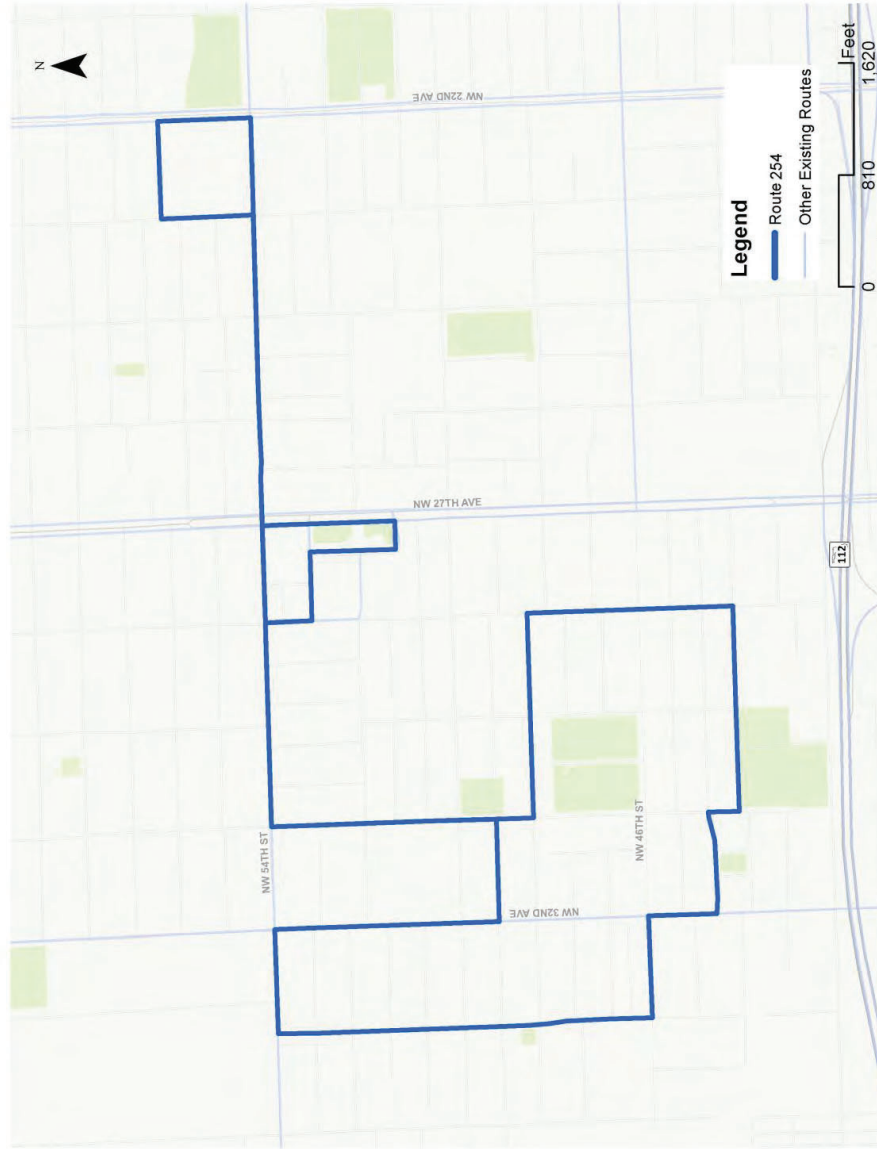 N
NW 22ND AVE
NW 27TH AVE
NW 54TH ST
NW 46TH ST
NW 32ND AVE
112
Legend
Route 254
Other Existing Routes
0 810 1,620
Feet